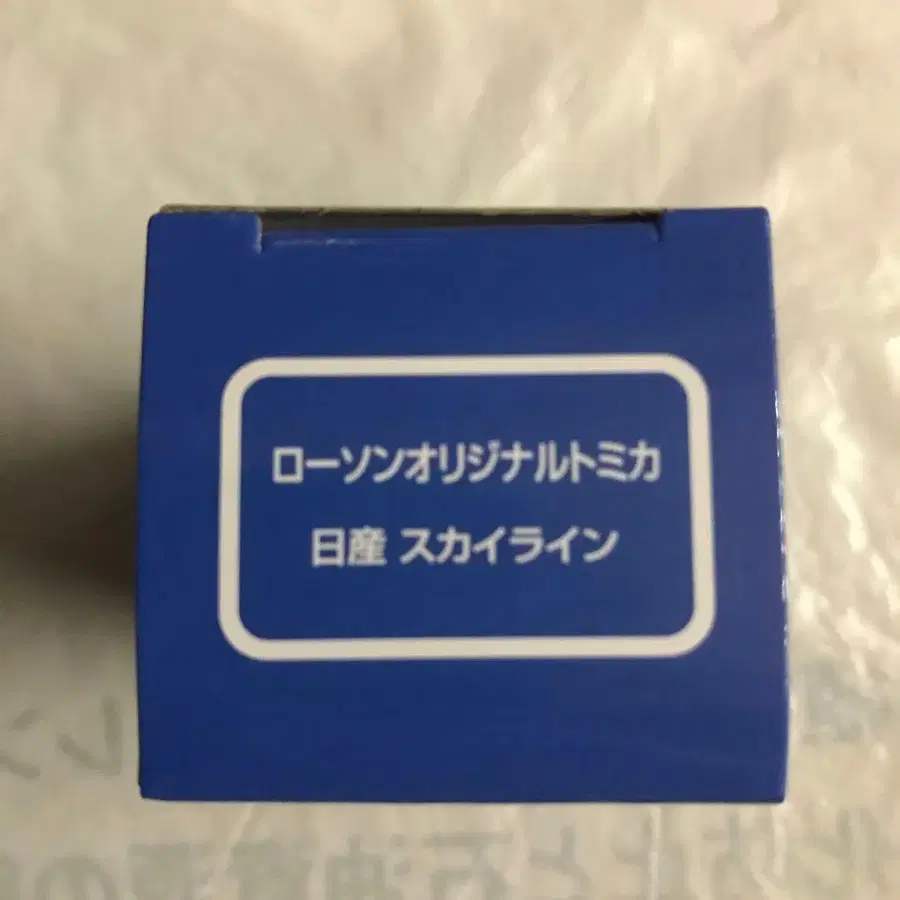 ローソンオリジナルトミカ
日産 スカイライン